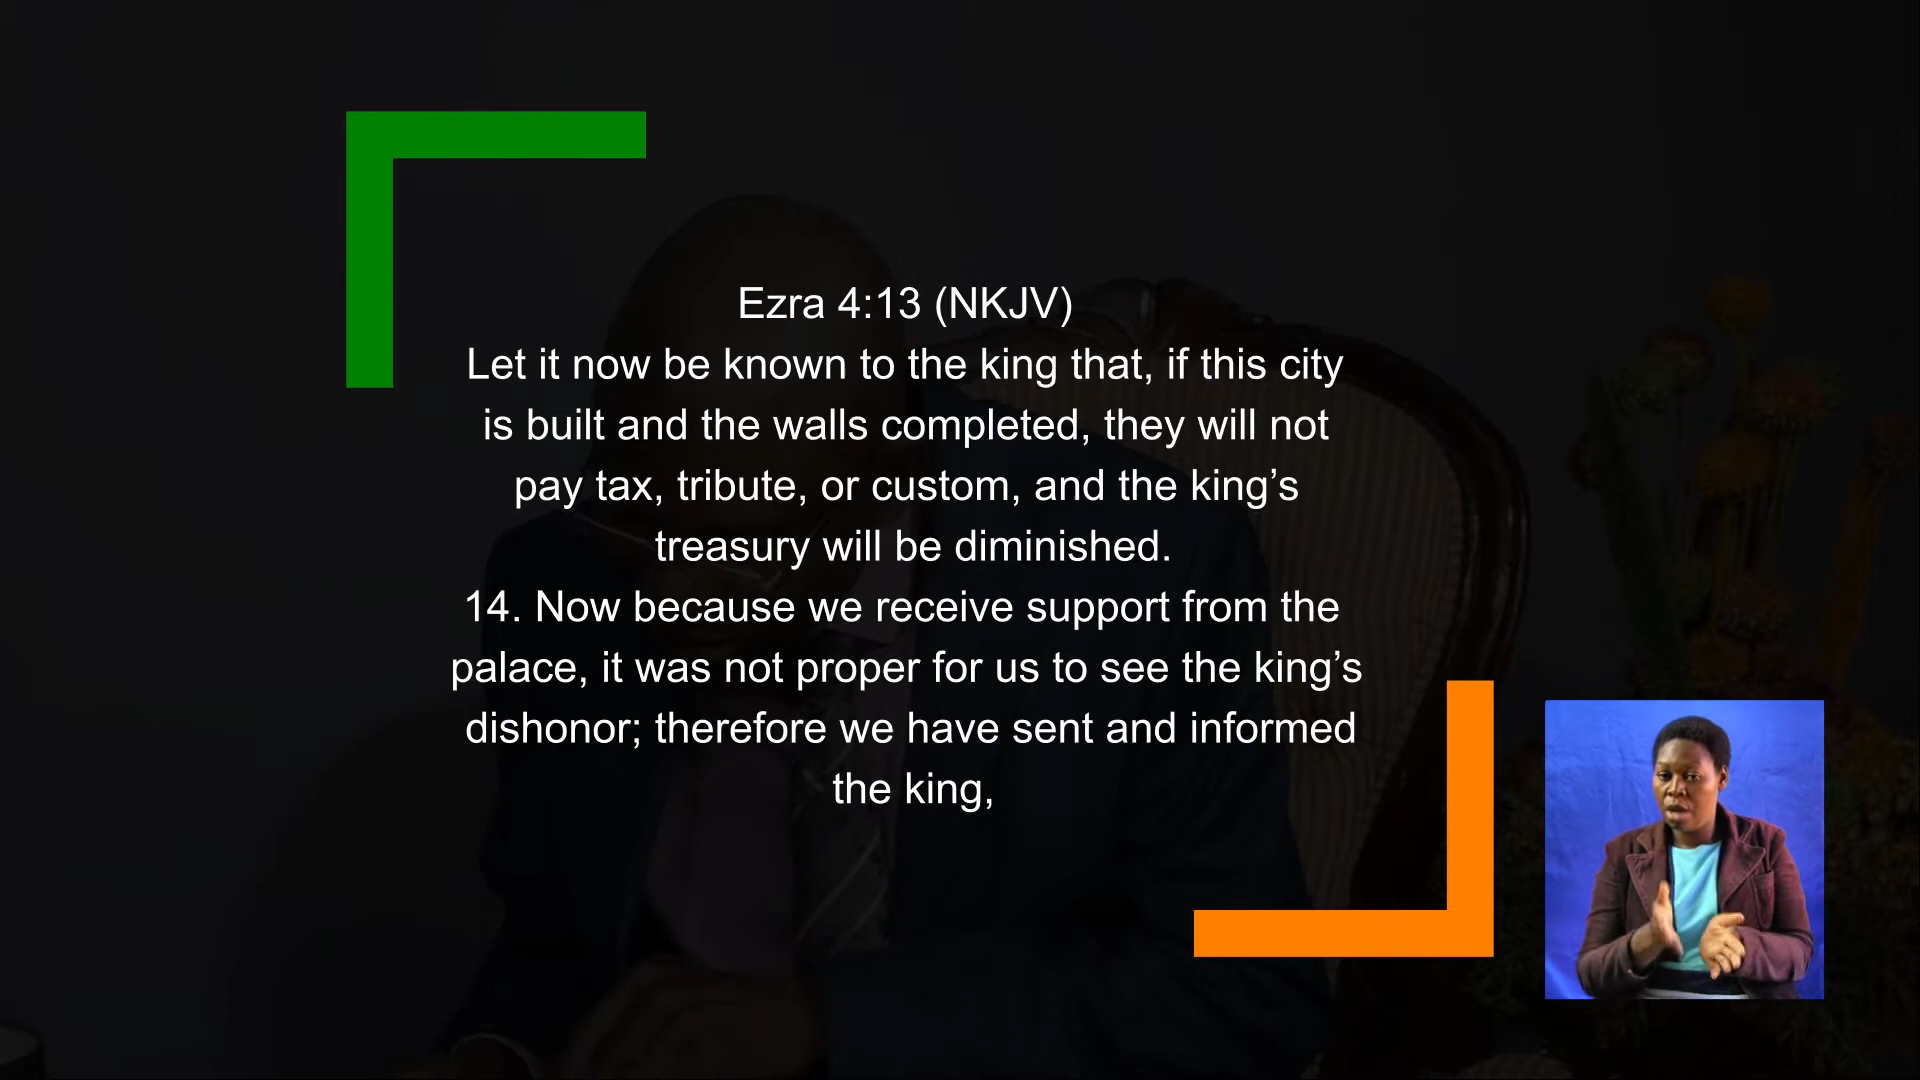 Ezra 4:13 (NKJV)
Let it now be known to the king that, if this city
is built and the walls completed, they will not
pay tax, tribute, or custom, and the king’s
treasury will be diminished.
14. Now because we receive support from the
palace, it was not proper for us to see the king’s
dishonor; therefore we have sent and informed
the king,